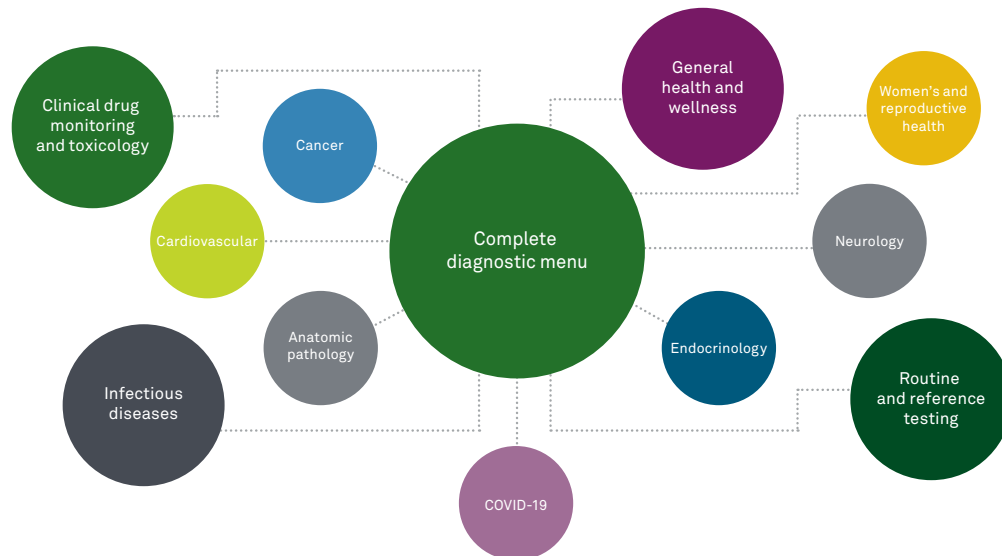 Clinical drug
monitoring
and toxicology
Cancer
General
health and
wellness
Women's and
reproductive
health
Cardiovascular
Complete
diagnostic menu
Neurology
Anatomic
pathology
Endocrinology
Infectious
diseases
Routine
and reference
testing
COVID-19